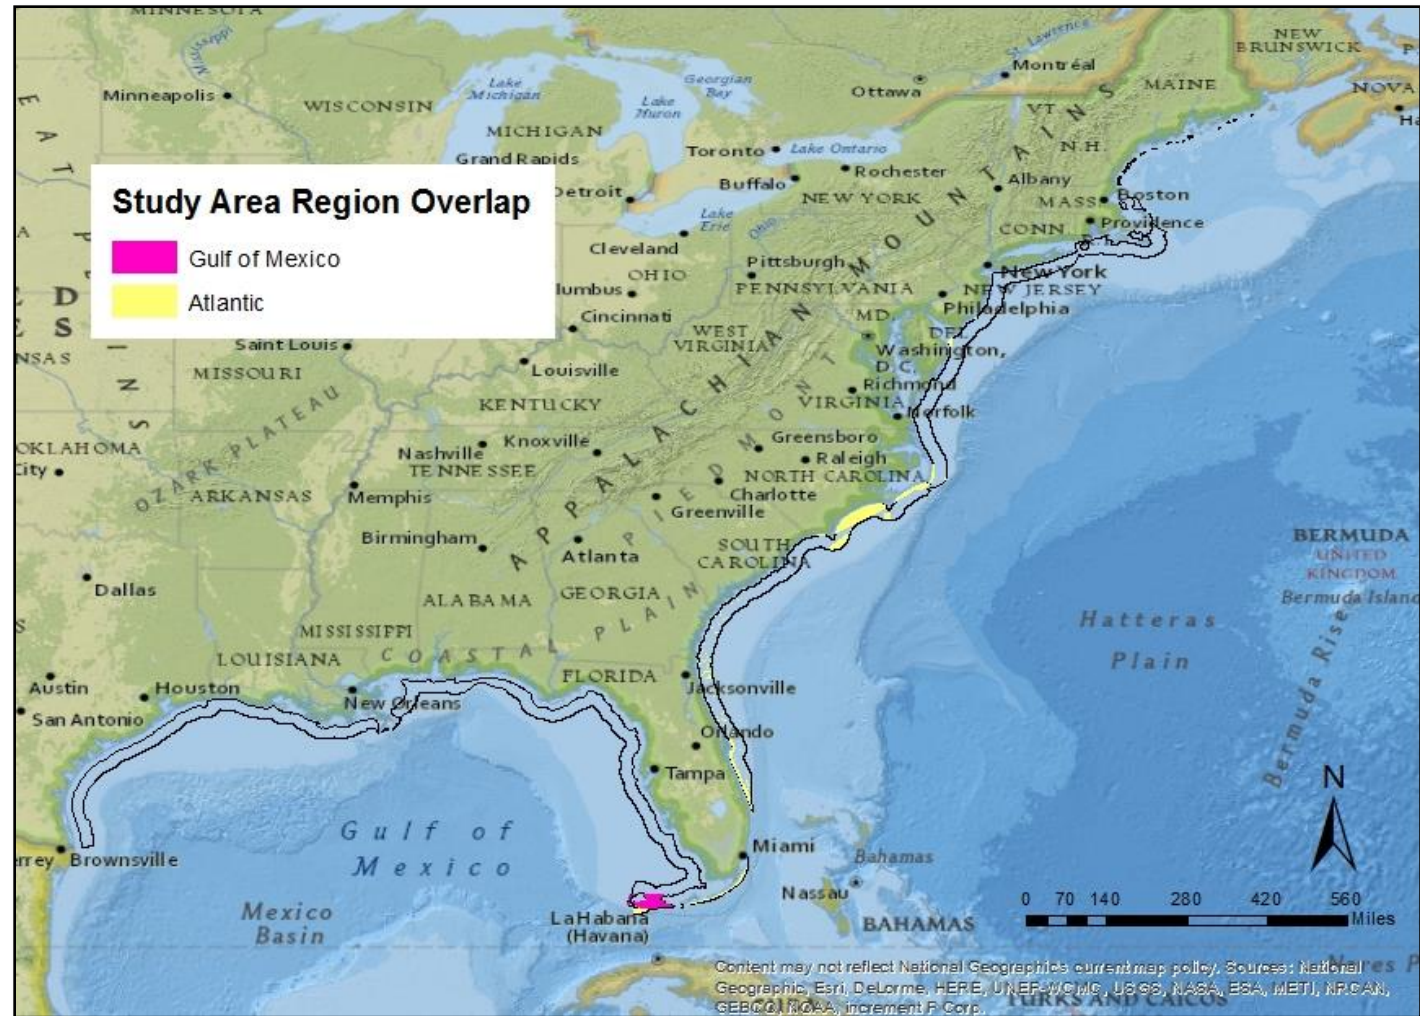 MINNESOTA
Mississippi
St. Lawrence
NEW
BRUNSWICK
Montréal
MAINE
NOVA
Ottawa
Minneapolis
WISCONSIN
Lake
Michigan
Georgian
Bay
Lake
Huron
MICHIGAN
VT.
N.H.
Grand Rapids
Toronto
Lake Ontario
Rochester
Albany
Buffalo
NEW YORK
MASS
Boston
Detroit
Lake
Erie
CONN.
Providence
Study Area Region Overlap
Gulf of Mexico
Atlantic
Cleveland
OHIO
Ohio
Pittsburgh
PENNSYLVANIA
New York
NEW JERSEY
Philadelphia
lumbus
Cincinnati
MD.
DEL.
WEST
VIRGINIA
Washington,
D.C.
Saint Louis
MISSOURI
Louisville
Richmond
KENTUCKY
VIRGINIA
Norfolk
NSAS
OZARK PLATEAU
APPALACHIAN MOUNTAINS
PIEDMONT
OKLAHOMA
City
Nashville
Knoxville
TENNESSEE
Greensboro
Raleigh
NORTH CAROLINA
ARKANSAS
Memphis
Charlotte
Greenville
Birmingham
Atlanta
SOUTH
CAROLINA
BERMUDA
UNITED
KINGDOM
Bermuda Island
Dallas
ALABAMA
GEORGIA
COASTAL PLAIN
Hatteras
Plain
Bermuda Rise
MISSISSIPPI
LOUISIANA
FLORIDA
Austin
Houston
Jacksonville
New Orleans
San Antonio
Orlando
Tampa
N
Gulf of
Mexico
Miami
Bahamas
rrey
Brownsville
Nassau
BAHAMAS
0 70 140 280 420 560
Miles
Mexico
Basin
La Habana
(Havana)
Content may not reflect National Geographic's current map policy. Sources: National
Geographic, Esri, DeLorme, HERE, UNEP-WCMC, USGS, NASA, ESA, METI, NRCAN,
GEBCO, NOAA, increment P Corp.
TURKS AND CAICOS